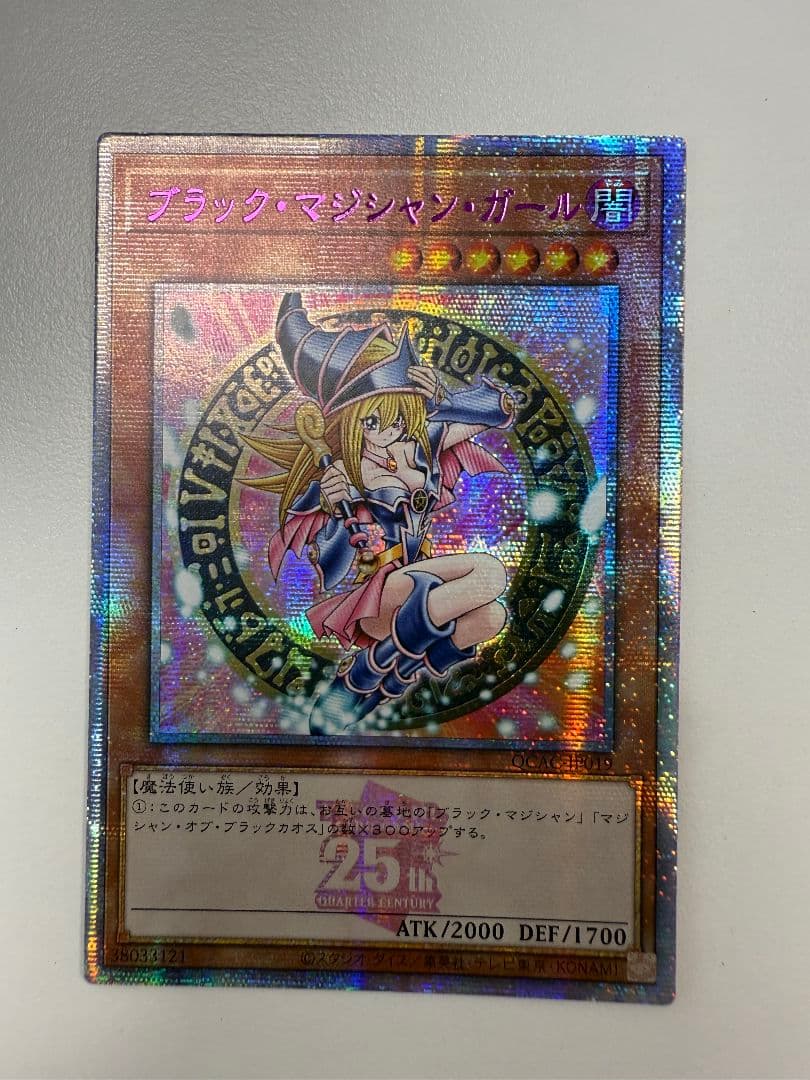 ブラック・マジシャン・ガール 闇
QCAC-JP019
【魔法使い族／効果】
①：このカードの攻撃力は、お互いの墓地の「ブラック・マジシャン」「マジ
シャン・オブ・ブラックカオス」の数×３００アップする。
25th
QUARTER CENTURY
ATK/2000 DEF/1700
38033121 ©スタジオ・ダイス／集英社・テレビ東京・KONAMI